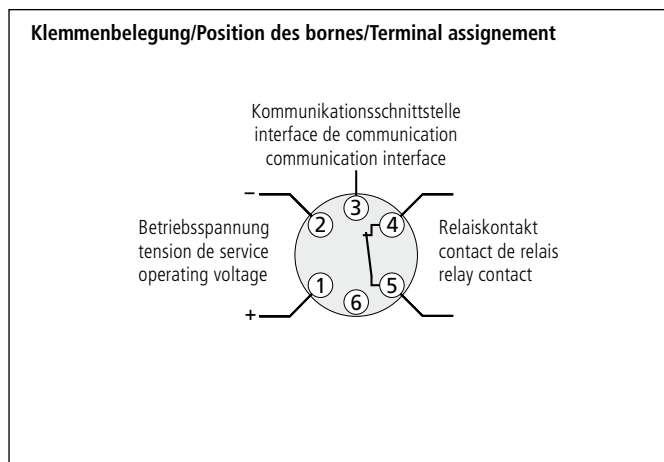 Klemmenbelegung/Position des bornes/Terminal assignement
Kommunikationsschnittstelle
interface de communication
communication interface
–
3
2
4
Betriebsspannung
tension de service
operating voltage
Relaiskontakt
contact de relais
relay contact
1
5
6
+